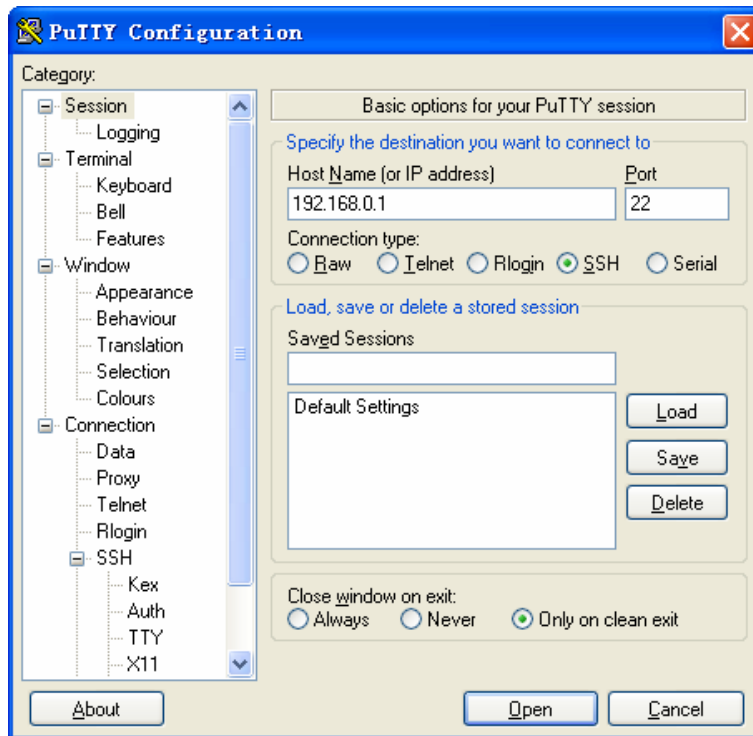 PuTTY Configuration
Category:
Session
Logging
Terminal
Keyboard
Bell
Features
Window
Appearance
Behaviour
Translation
Selection
Colours
Connection
Data
Proxy
Telnet
Rlogin
SSH
Kex
Auth
TTY
X11
Basic options for your PuTTY session
Specify the destination you want to connect to
Host Name (or IP address) Port
192.168.0.1 22
Connection type:
Raw Telnet Rlogin SSH Serial
Load, save or delete a stored session
Saved Sessions
Default Settings
Load
Save
Delete
Close window on exit:
Always Never Only on clean exit
About Open Cancel